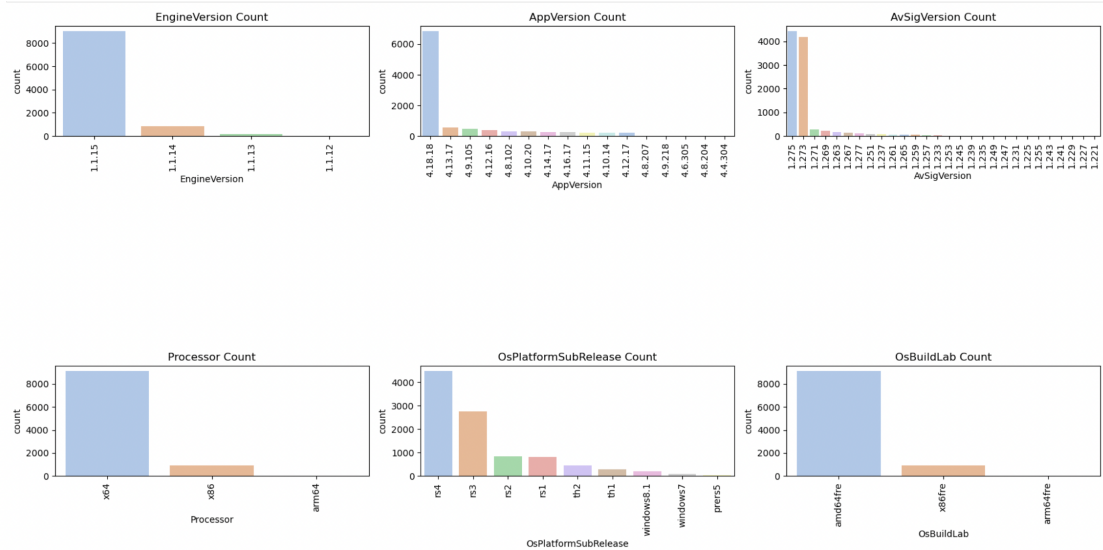 EngineVersion Count
8000
6000
4000
2000
0
count
1.1.15
1.1.14
1.1.13
1.1.12
EngineVersion
AppVersion Count
6000
4000
2000
0
count
4.18.18
4.13.17
4.9.105
4.12.16
4.8.102
4.10.20
4.14.17
4.16.17
4.11.15
4.10.14
4.12.17
4.8.207
4.9.218
4.6.305
4.8.204
4.4.304
AppVersion
AvSigVersion Count
4000
3000
2000
1000
0
count
1.275
1.273
1.271
1.269
1.263
1.267
1.277
1.251
1.237
1.261
1.265
1.259
1.257
1.233
1.253
1.245
1.239
1.235
1.249
1.247
1.231
1.225
1.255
1.243
1.241
1.229
1.227
1.221
AvSigVersion
Processor Count
8000
6000
4000
2000
0
count
x64
x86
arm64
Processor
OsPlatformSubRelease Count
4000
3000
2000
1000
0
count
rs4
rs3
rs2
rs1
th2
th1
windows8.1
windows7
prers5
OsPlatformSubRelease
OsBuildLab Count
8000
6000
4000
2000
0
count
amd64fre
x86fre
arm64fre
OsBuildLab